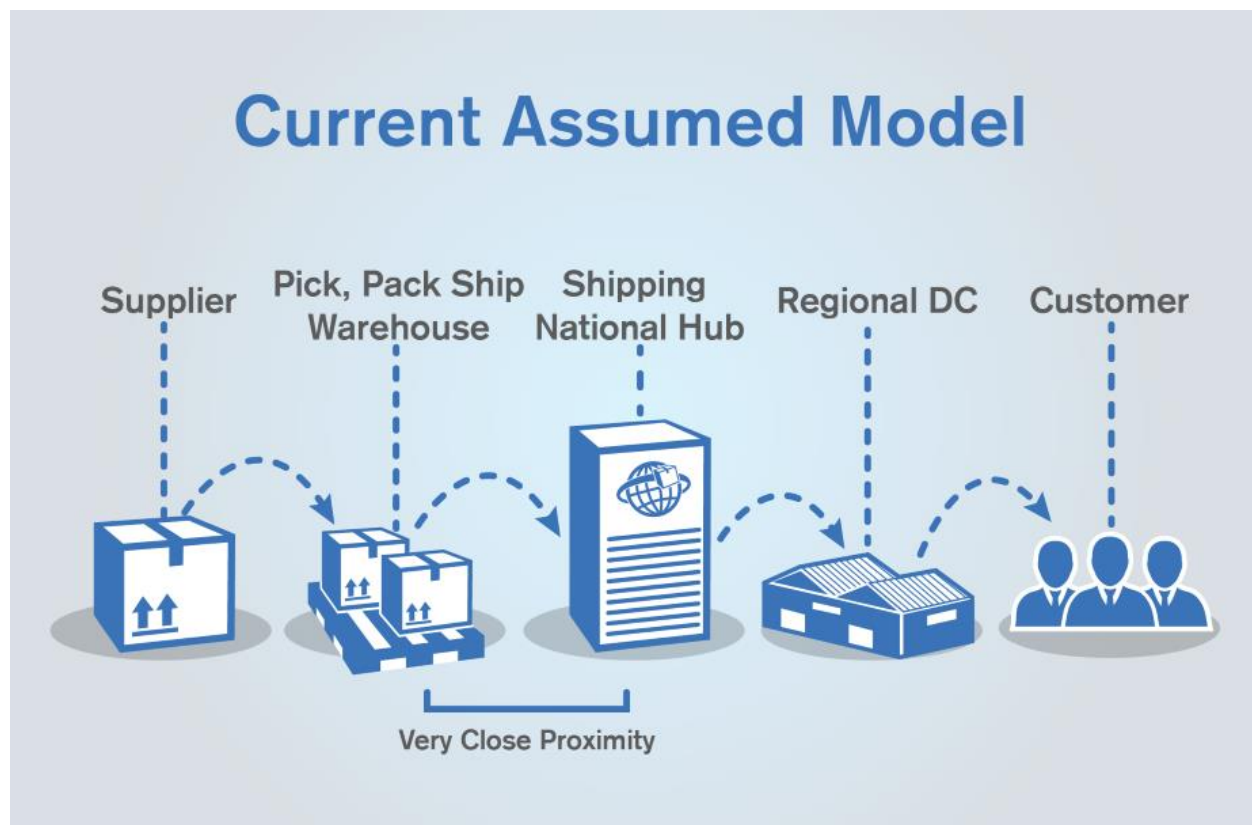 Current Assumed Model
Supplier
Pick, Pack Ship
Warehouse
Shipping
National Hub
Regional DC
Customer
Very Close Proximity